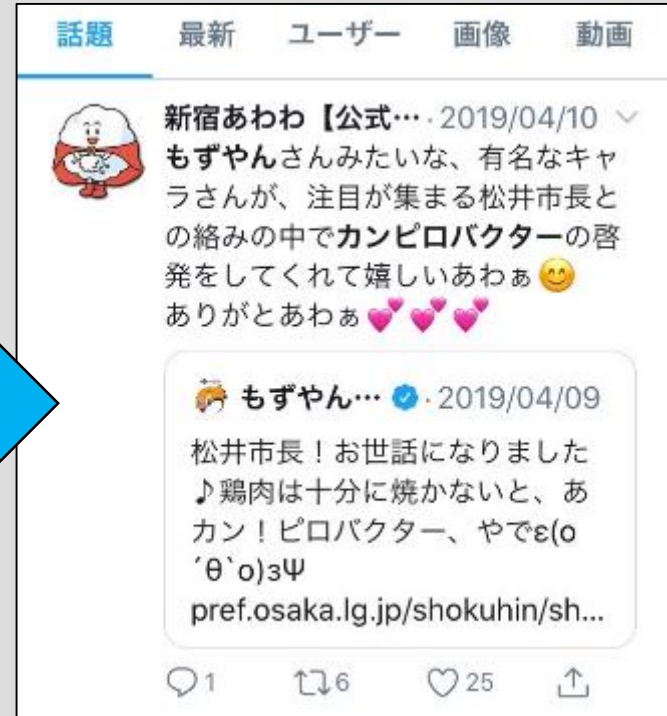 話題 最新 ユーザー 画像 動画
新宿あわわ【公式… · 2019/04/10
もずやんさんみたいな、有名なキャ
ラさんが、注目が集まる松井市長と
の絡みの中でカンピロバクターの啓
発をしてくれて嬉しいあわぁ😊
ありがとあわぁ💕💕💕
もずやん… · 2019/04/09
松井市長！お世話になりました
♪鶏肉は十分に焼かないと、あ
カン！ピロバクター、やでε(o
´θ`o)зΨ
pref.osaka.lg.jp/shokuhin/sh...
1 6 25